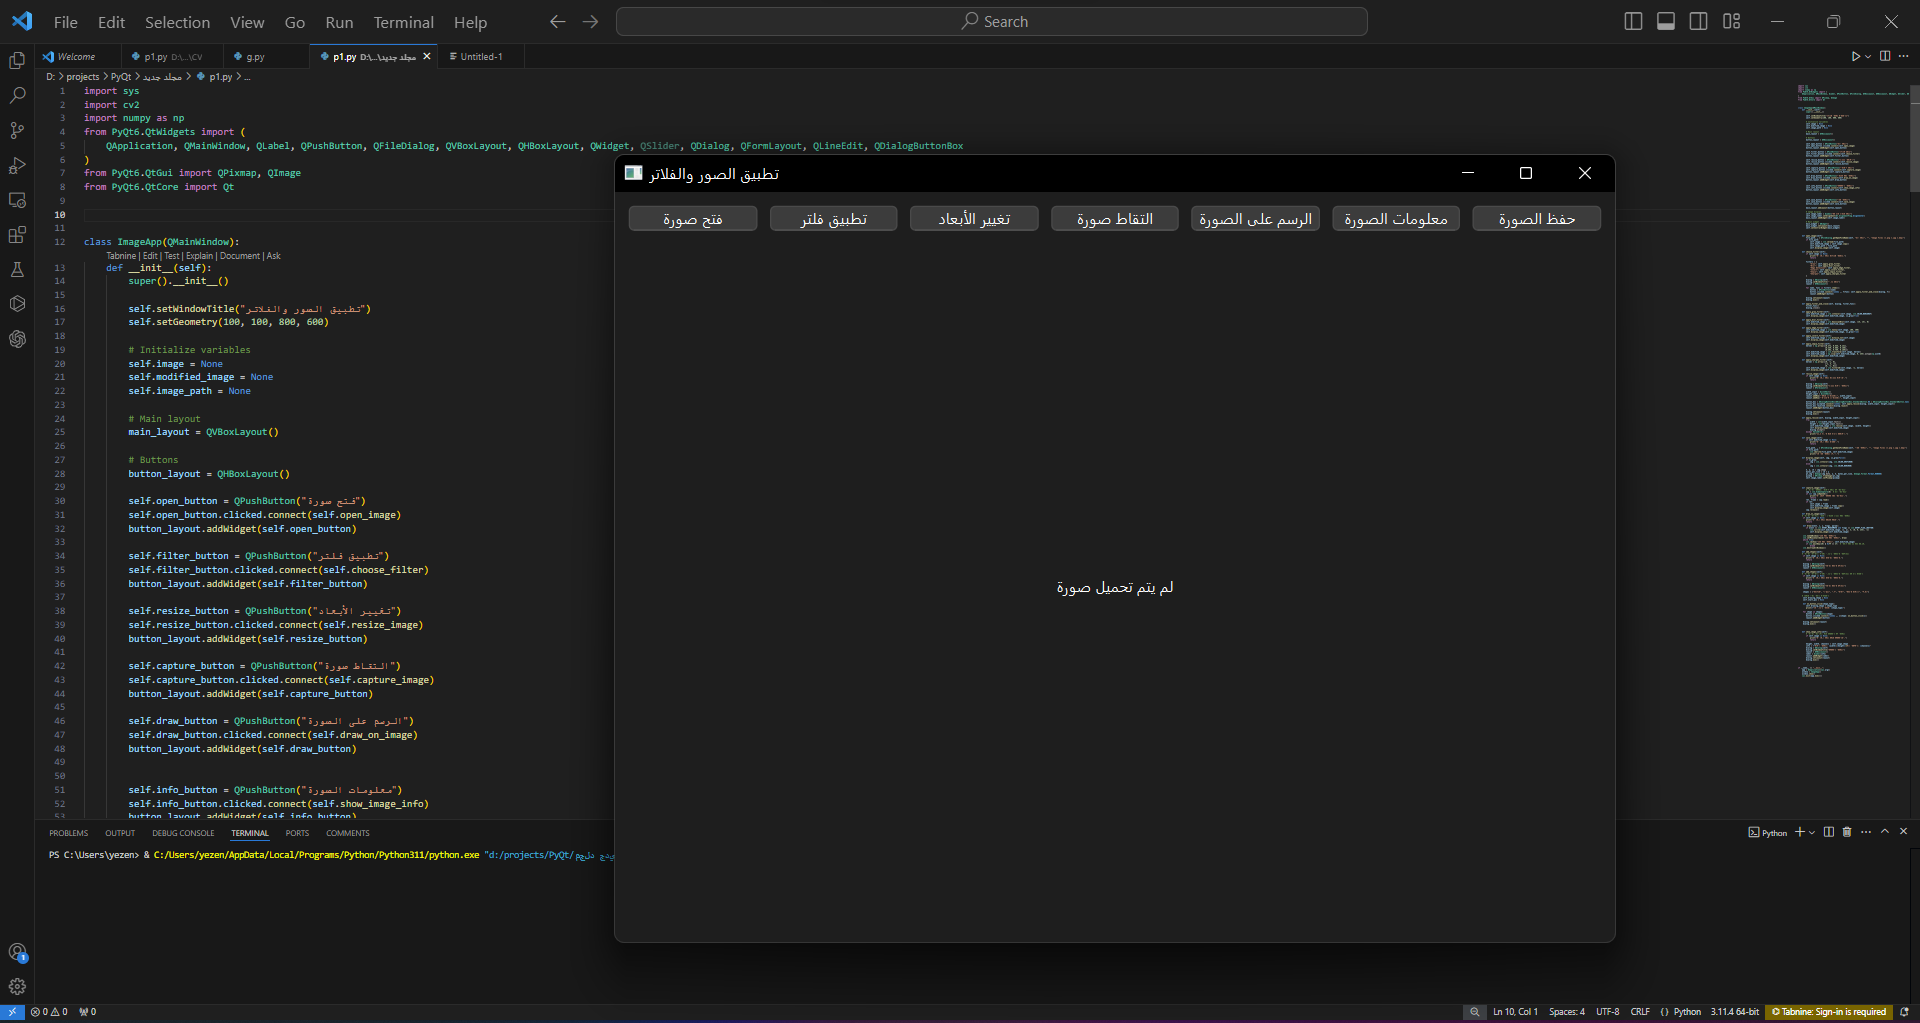 File Edit Selection View Go Run Terminal Help
Search
Welcome
p1.py D:\...\CV
g.py
p1.py D:\...\مجلد جديد
Untitled-1
D: > projects > PyQt > مجلد جديد > p1.py > ...
1 import sys
2 import cv2
3 import numpy as np
4 from PyQt6.QtWidgets import (
5 QApplication, QMainWindow, QLabel, QPushButton, QFileDialog, QVBoxLayout, QHBoxLayout, QWidget, QSlider, QDialog, QFormLayout, QLineEdit, QDialogButtonBox
6 )
7 from PyQt6.QtGui import QPixmap, QImage
8 from PyQt6.QtCore import Qt
9
10
11
12 class ImageApp(QMainWindow):
Tabnine | Edit | Test | Explain | Document | Ask
13 def __init__(self):
14 super().__init__()
15
16 self.setWindowTitle("تطبيق الصور والفلاتر")
17 self.setGeometry(100, 100, 800, 600)
18
19 # Initialize variables
20 self.image = None
21 self.modified_image = None
22 self.image_path = None
23
24 # Main layout
25 main_layout = QVBoxLayout()
26
27 # Buttons
28 button_layout = QHBoxLayout()
29
30 self.open_button = QPushButton("فتح صورة")
31 self.open_button.clicked.connect(self.open_image)
32 button_layout.addWidget(self.open_button)
33
34 self.filter_button = QPushButton("تطبيق فلتر")
35 self.filter_button.clicked.connect(self.choose_filter)
36 button_layout.addWidget(self.filter_button)
37
38 self.resize_button = QPushButton("تغيير الأبعاد")
39 self.resize_button.clicked.connect(self.resize_image)
40 button_layout.addWidget(self.resize_button)
41
42 self.capture_button = QPushButton("التقاط صورة")
43 self.capture_button.clicked.connect(self.capture_image)
44 button_layout.addWidget(self.capture_button)
45
46 self.draw_button = QPushButton("الرسم على الصورة")
47 self.draw_button.clicked.connect(self.draw_on_image)
48 button_layout.addWidget(self.draw_button)
49
50
51 self.info_button = QPushButton("معلومات الصورة")
52 self.info_button.clicked.connect(self.show_image_info)
53 button_layout.addWidget(self.info_button)
تطبيق الصور والفلاتر
فتح صورة
تطبيق فلتر
تغيير الأبعاد
التقاط صورة
الرسم على الصورة
معلومات الصورة
حفظ الصورة
لم يتم تحميل صورة
PROBLEMS OUTPUT DEBUG CONSOLE TERMINAL PORTS COMMENTS
Python
PS C:\Users\yezen> & C:/Users/yezen/AppData/Local/Programs/Python/Python311/python.exe "d:/projects/PyQt/مجلد جديد
1
0 0 0
Ln 10, Col 1 Spaces: 4 UTF-8 CRLF {} Python 3.11.4 64-bit Tabnine: Sign-in is required